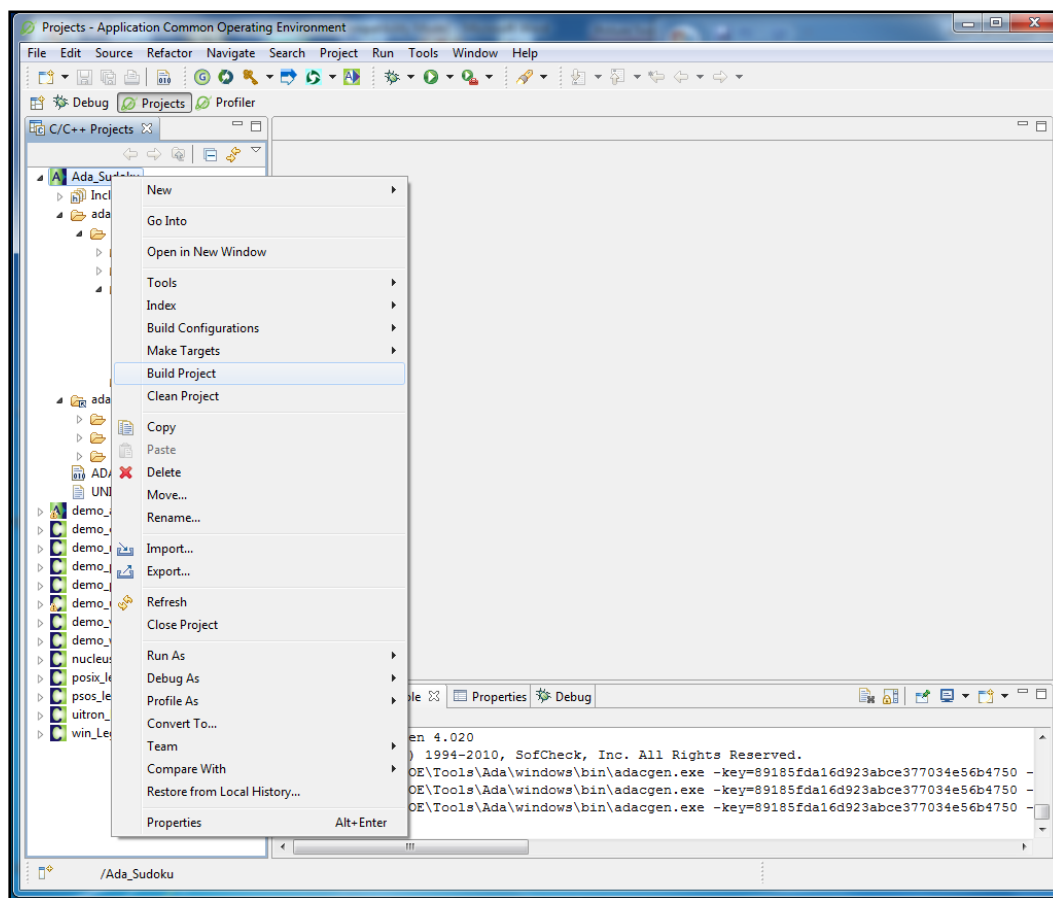 Projects - Application Common Operating Environment
File Edit Source Refactor Navigate Search Project Run Tools Window Help
Debug Projects Profiler
C/C++ Projects
Ada_Sudoku
Incl
ada
ada
ADA
UNI
demo_
demo_
demo_
demo_
demo_
demo_
demo_
demo_
nucleus
posix_le
psos_le
uitron_
win_Le
New
Go Into
Open in New Window
Tools
Index
Build Configurations
Make Targets
Build Project
Clean Project
Copy
Paste
Delete
Move...
Rename...
Import...
Export...
Refresh
Close Project
Run As
Debug As
Profile As
Convert To...
Team
Compare With
Restore from Local History...
Properties Alt+Enter
Properties Debug
en 4.020
) 1994-2010, SofCheck, Inc. All Rights Reserved.
OE\Tools\Ada\windows\bin\adacgen.exe -key=89185fda16d923abce377034e56b4750 -
OE\Tools\Ada\windows\bin\adacgen.exe -key=89185fda16d923abce377034e56b4750 -
OE\Tools\Ada\windows\bin\adacgen.exe -key=89185fda16d923abce377034e56b4750 -
/Ada_Sudoku